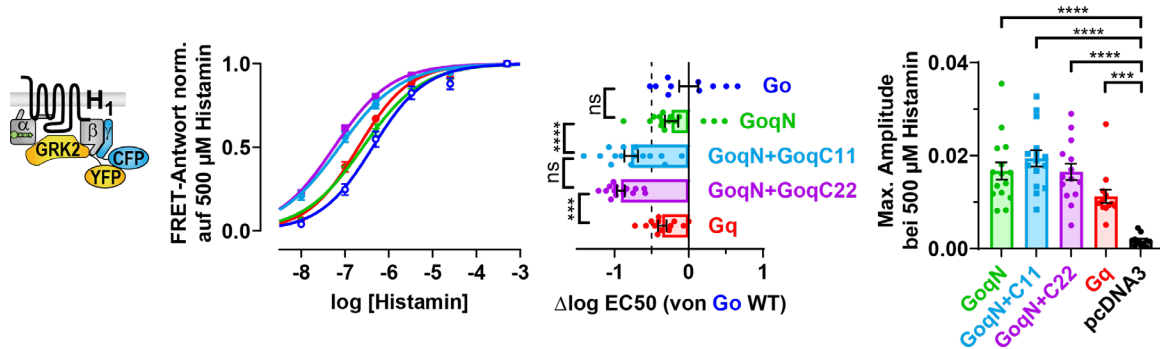 H1
α
β
γ
GRK2
CFP
YFP
FRET-Antwort norm.
auf 500 µM Histamin
1.0
0.5
0.0
-8 -7 -6 -5 -4 -3
log [Histamin]
ns
****
ns
***
Go
GoqN
GoqN+GoqC11
GoqN+GoqC22
Gq
-1 0 1
Δlog EC50 (von Go WT)
****
****
****
***
Max. Amplitude
bei 500 µM Histamin
0.04
0.02
0.00
GoqN
GoqN+C11
GoqN+C22
Gq
pcDNA3